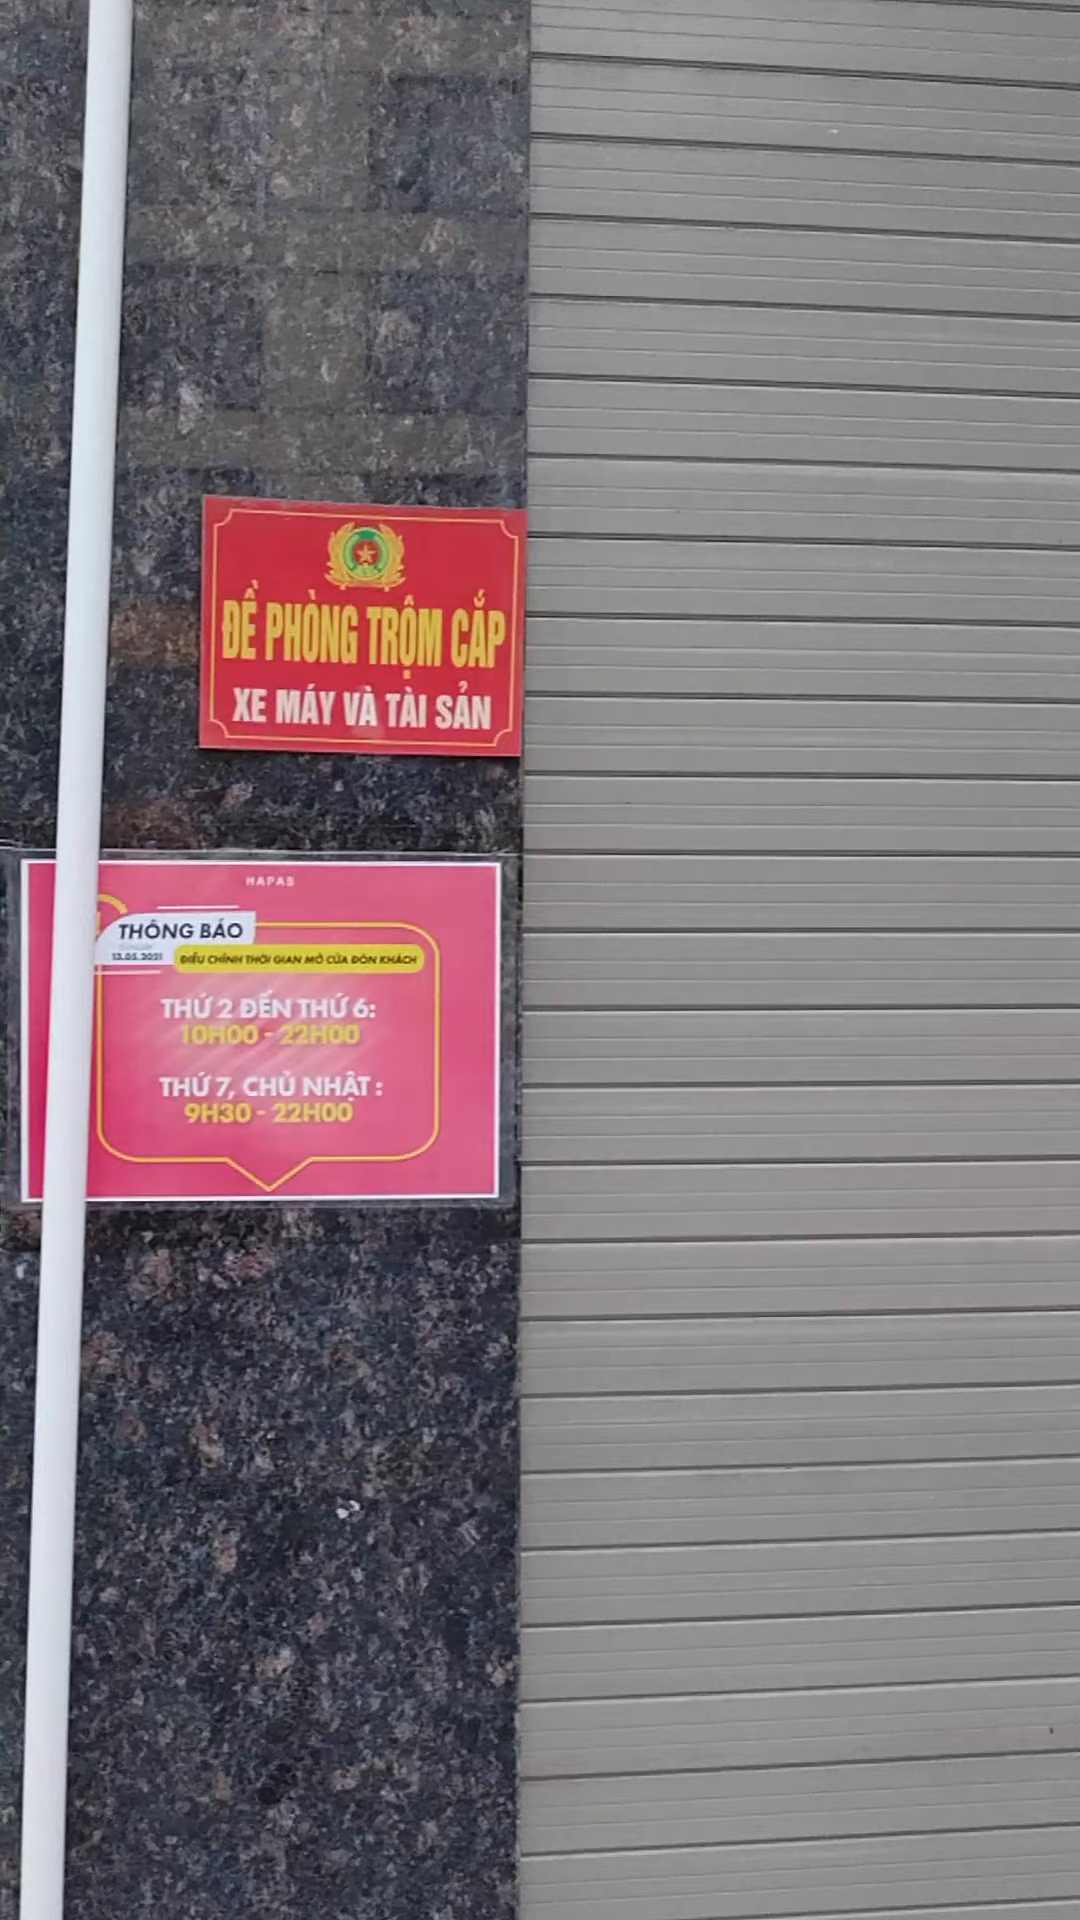 ĐỀ PHÒNG TRỘM CẮP
XE MÁY VÀ TÀI SẢN
HAPAS
THÔNG BÁO
13.05.2021
ĐIỀU CHỈNH THỜI GIAN MỞ CỬA ĐÓN KHÁCH
THỨ 2 ĐẾN THỨ 6:
10H00 - 22H00
THỨ 7, CHỦ NHẬT :
9H30 - 22H00